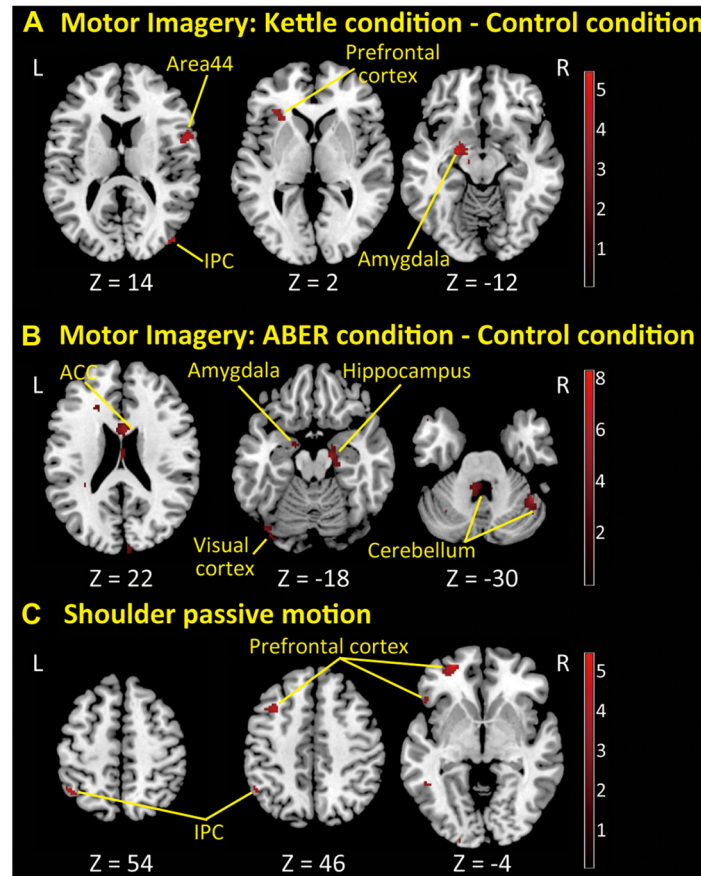 A Motor Imagery: Kettle condition - Control condition
Prefrontal cortex
Area44
L
R
5
4
3
2
1
IPC
Amygdala
Z = 14
Z = 2
Z = -12
B Motor Imagery: ABER condition - Control condition
L
ACC
Amygdala
Hippocampus
R
8
6
4
2
Visual cortex
Cerebellum
Z = 22
Z = -18
Z = -30
C Shoulder passive motion
Prefrontal cortex
L
R
5
4
3
2
1
IPC
Z = 54
Z = 46
Z = -4